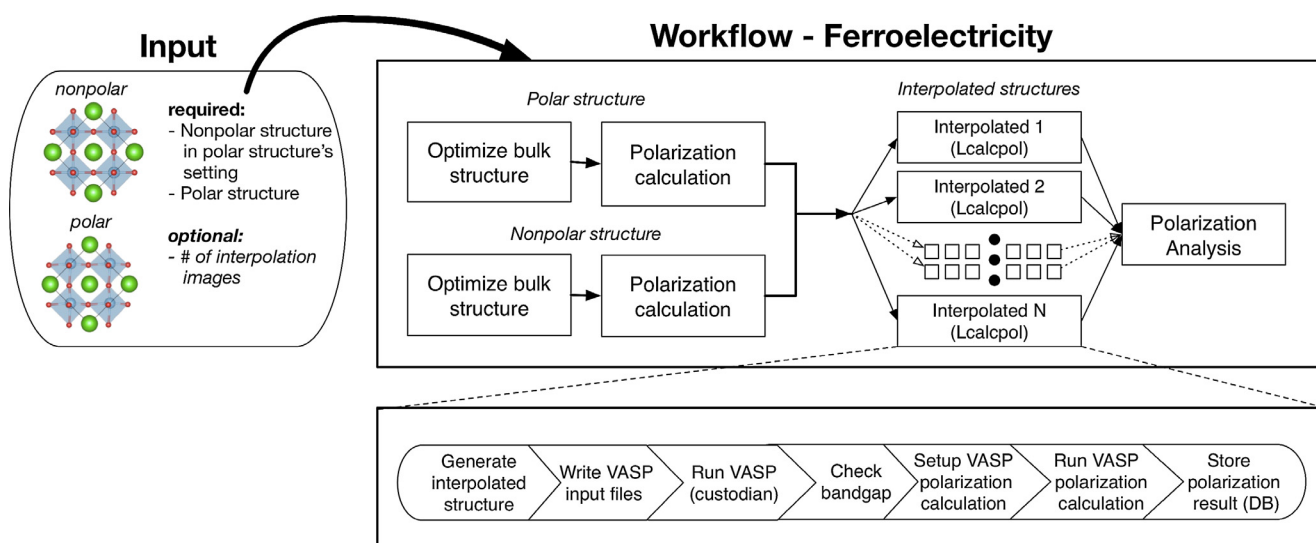 Input
Workflow - Ferroelectricity
nonpolar
required:
- Nonpolar structure
in polar structure's
setting
- Polar structure
polar
optional:
- # of interpolation
images
Polar structure
Optimize bulk
structure
Polarization
calculation
Nonpolar structure
Optimize bulk
structure
Polarization
calculation
Interpolated structures
Interpolated 1
(Lcalcpol)
Interpolated 2
(Lcalcpol)
Interpolated N
(Lcalcpol)
Polarization
Analysis
Generate
interpolated
structure
Write VASP
input files
Run VASP
(custodian)
Check
bandgap
Setup VASP
polarization
calculation
Run VASP
polarization
calculation
Store
polarization
result (DB)